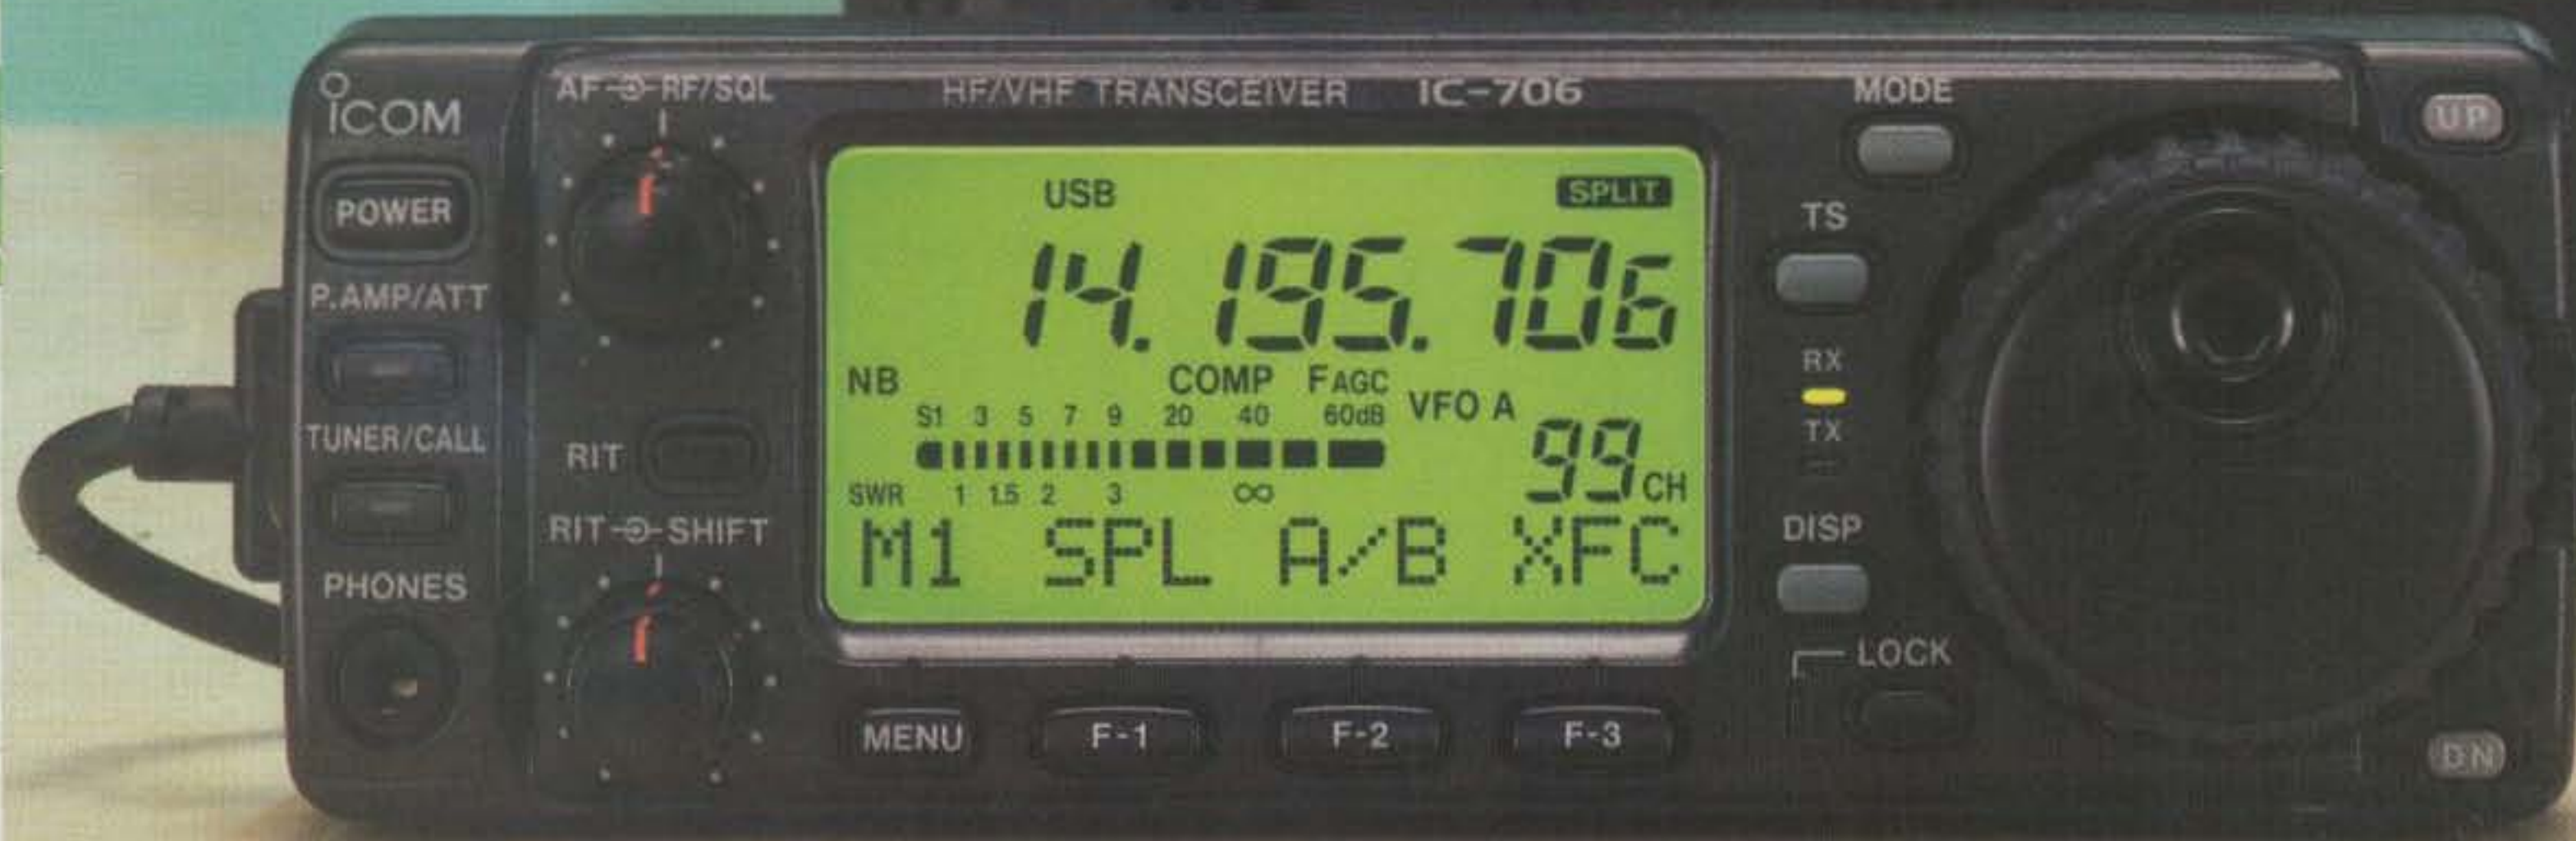 ICOM
AF RF/SQL
HF/VHF TRANSCEIVER IC-706
MODE
UP
POWER
P.AMP/ATT
TUNER/CALL
PHONES
RIT
RIT SHIFT
USB SPLIT
14.195.706
NB COMP FAGC
VFO A
S1 3 5 7 9 20 40 60dB
99CH
SWR 1 1.5 2 3 ∞
M1 SPL A/B XFC
MENU F-1 F-2 F-3
TS
RX
TX
DISP
LOCK
DN